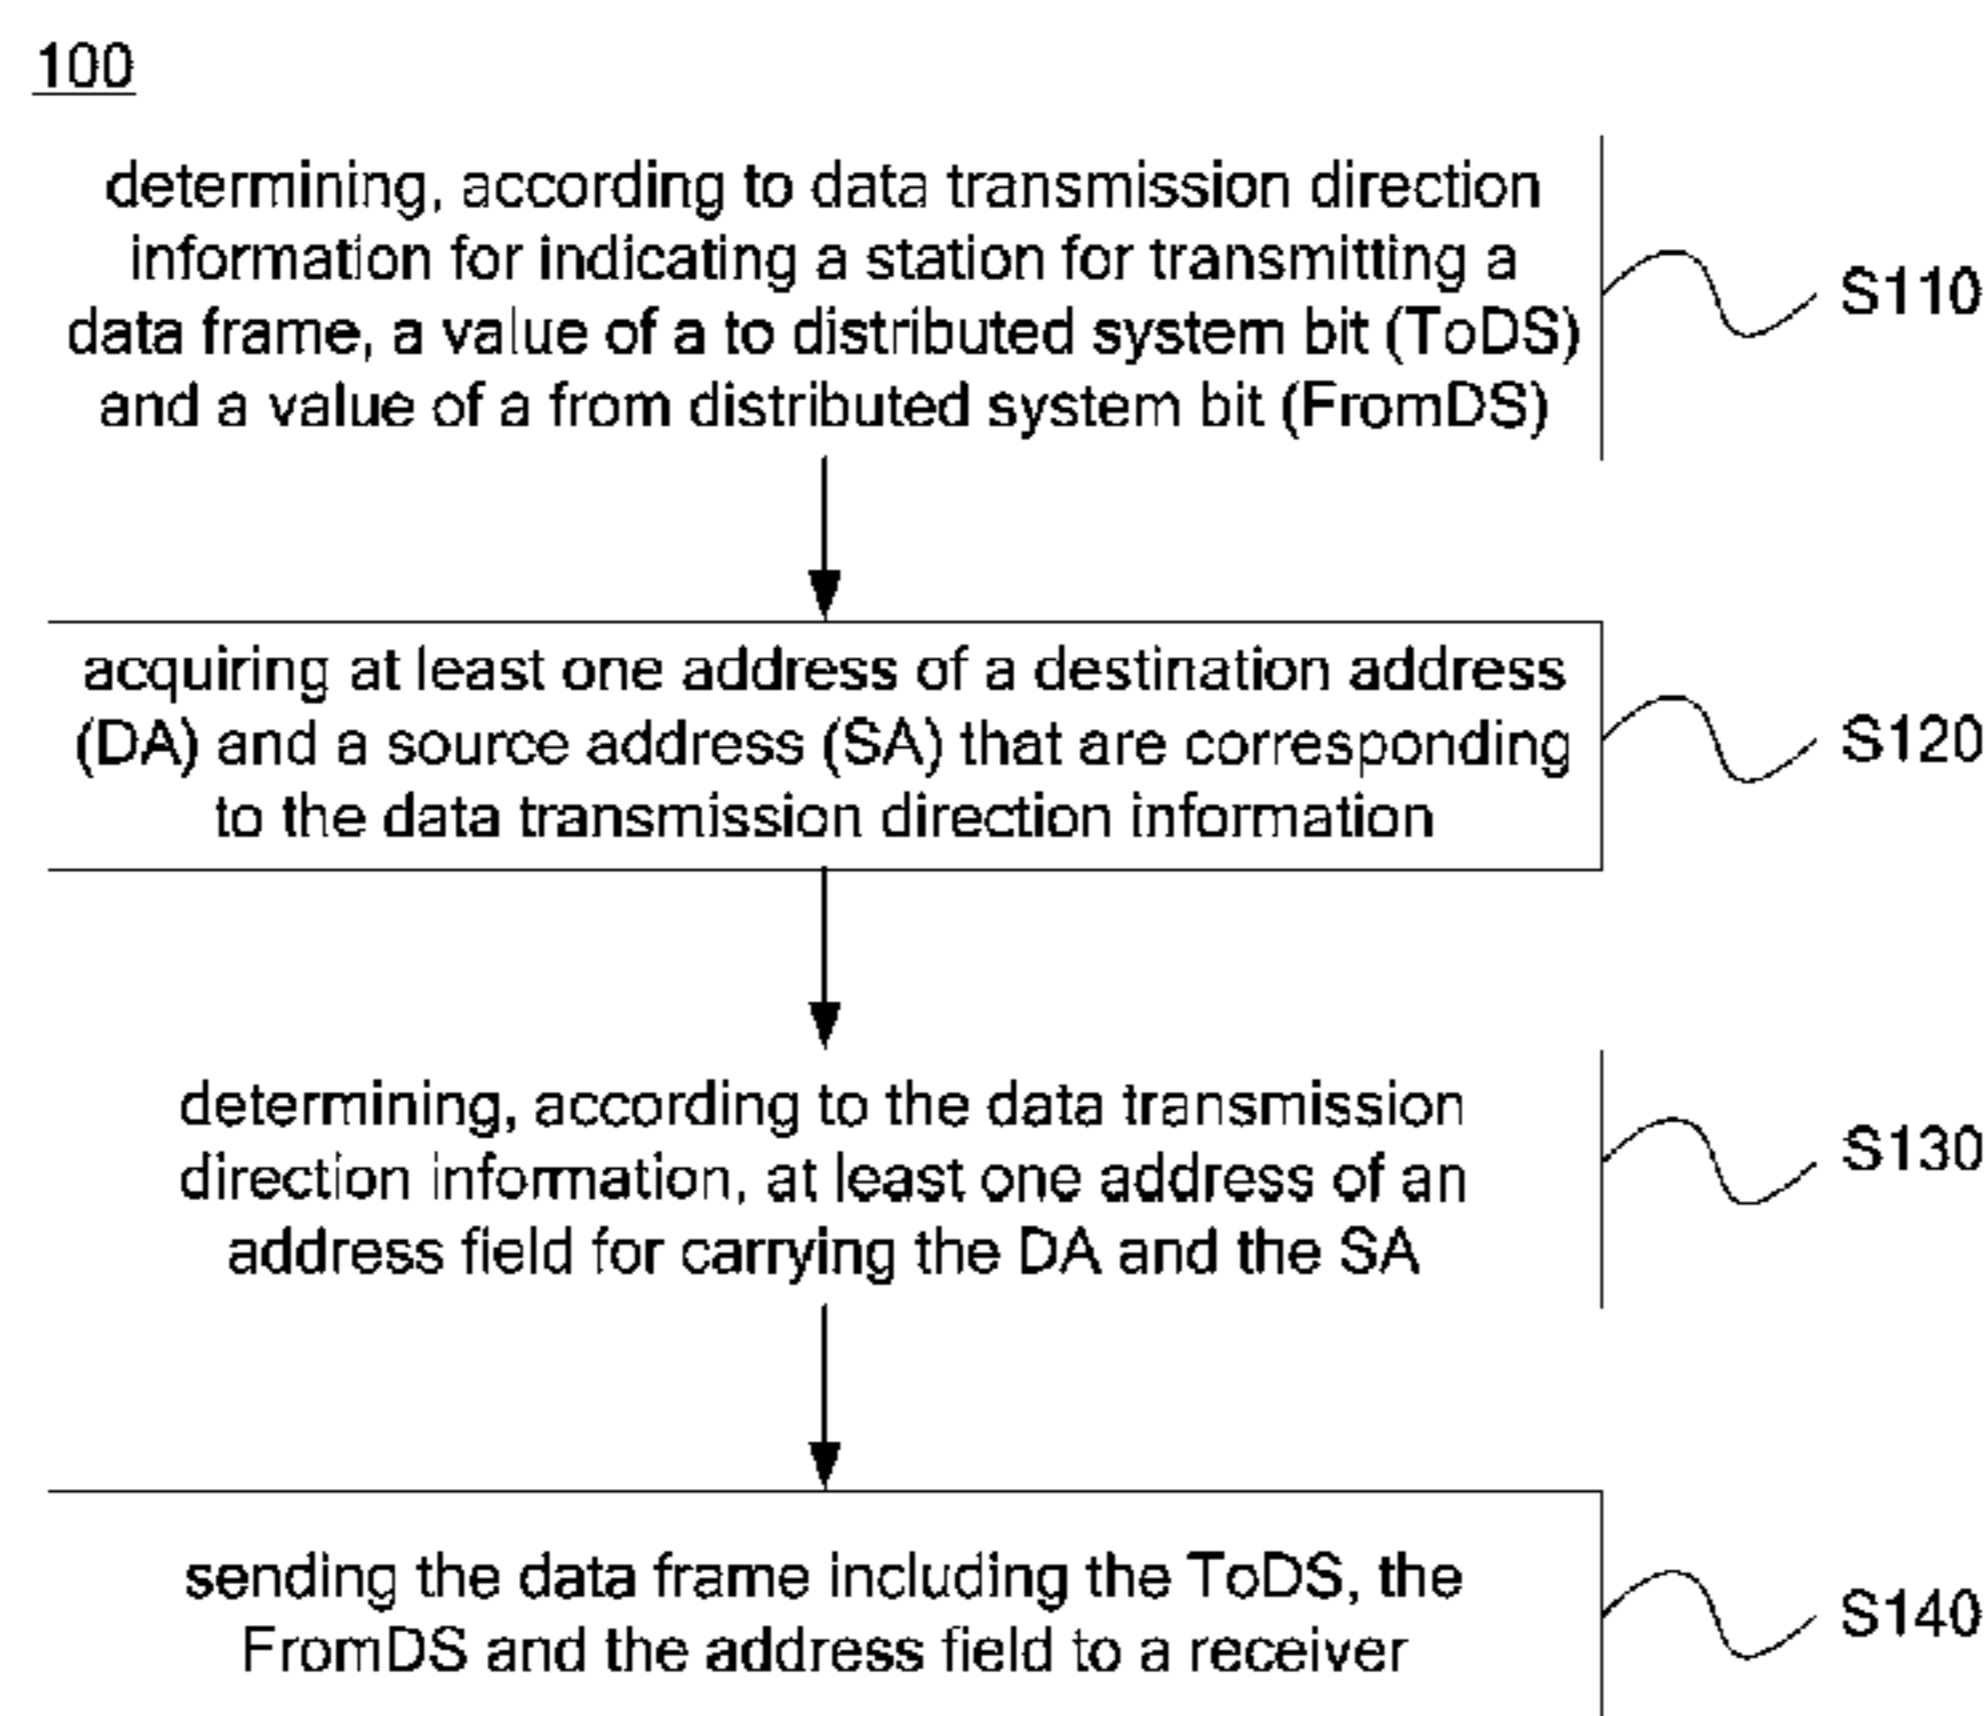 100
determining, according to data transmission direction
information for indicating a station for transmitting a
data frame, a value of a to distributed system bit (ToDS)
and a value of a from distributed system bit (FromDS)
S110
acquiring at least one address of a destination address
(DA) and a source address (SA) that are corresponding
to the data transmission direction information
S120
determining, according to the data transmission
direction information, at least one address of an
address field for carrying the DA and the SA
S130
sending the data frame including the ToDS, the
FromDS and the address field to a receiver
S140